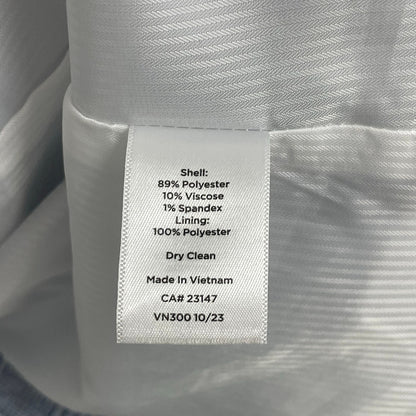 Shell:
89% Polyester
10% Viscose
1% Spandex
Lining:
100% Polyester
Dry Clean
Made In Vietnam
CA# 23147
VN300 10/23